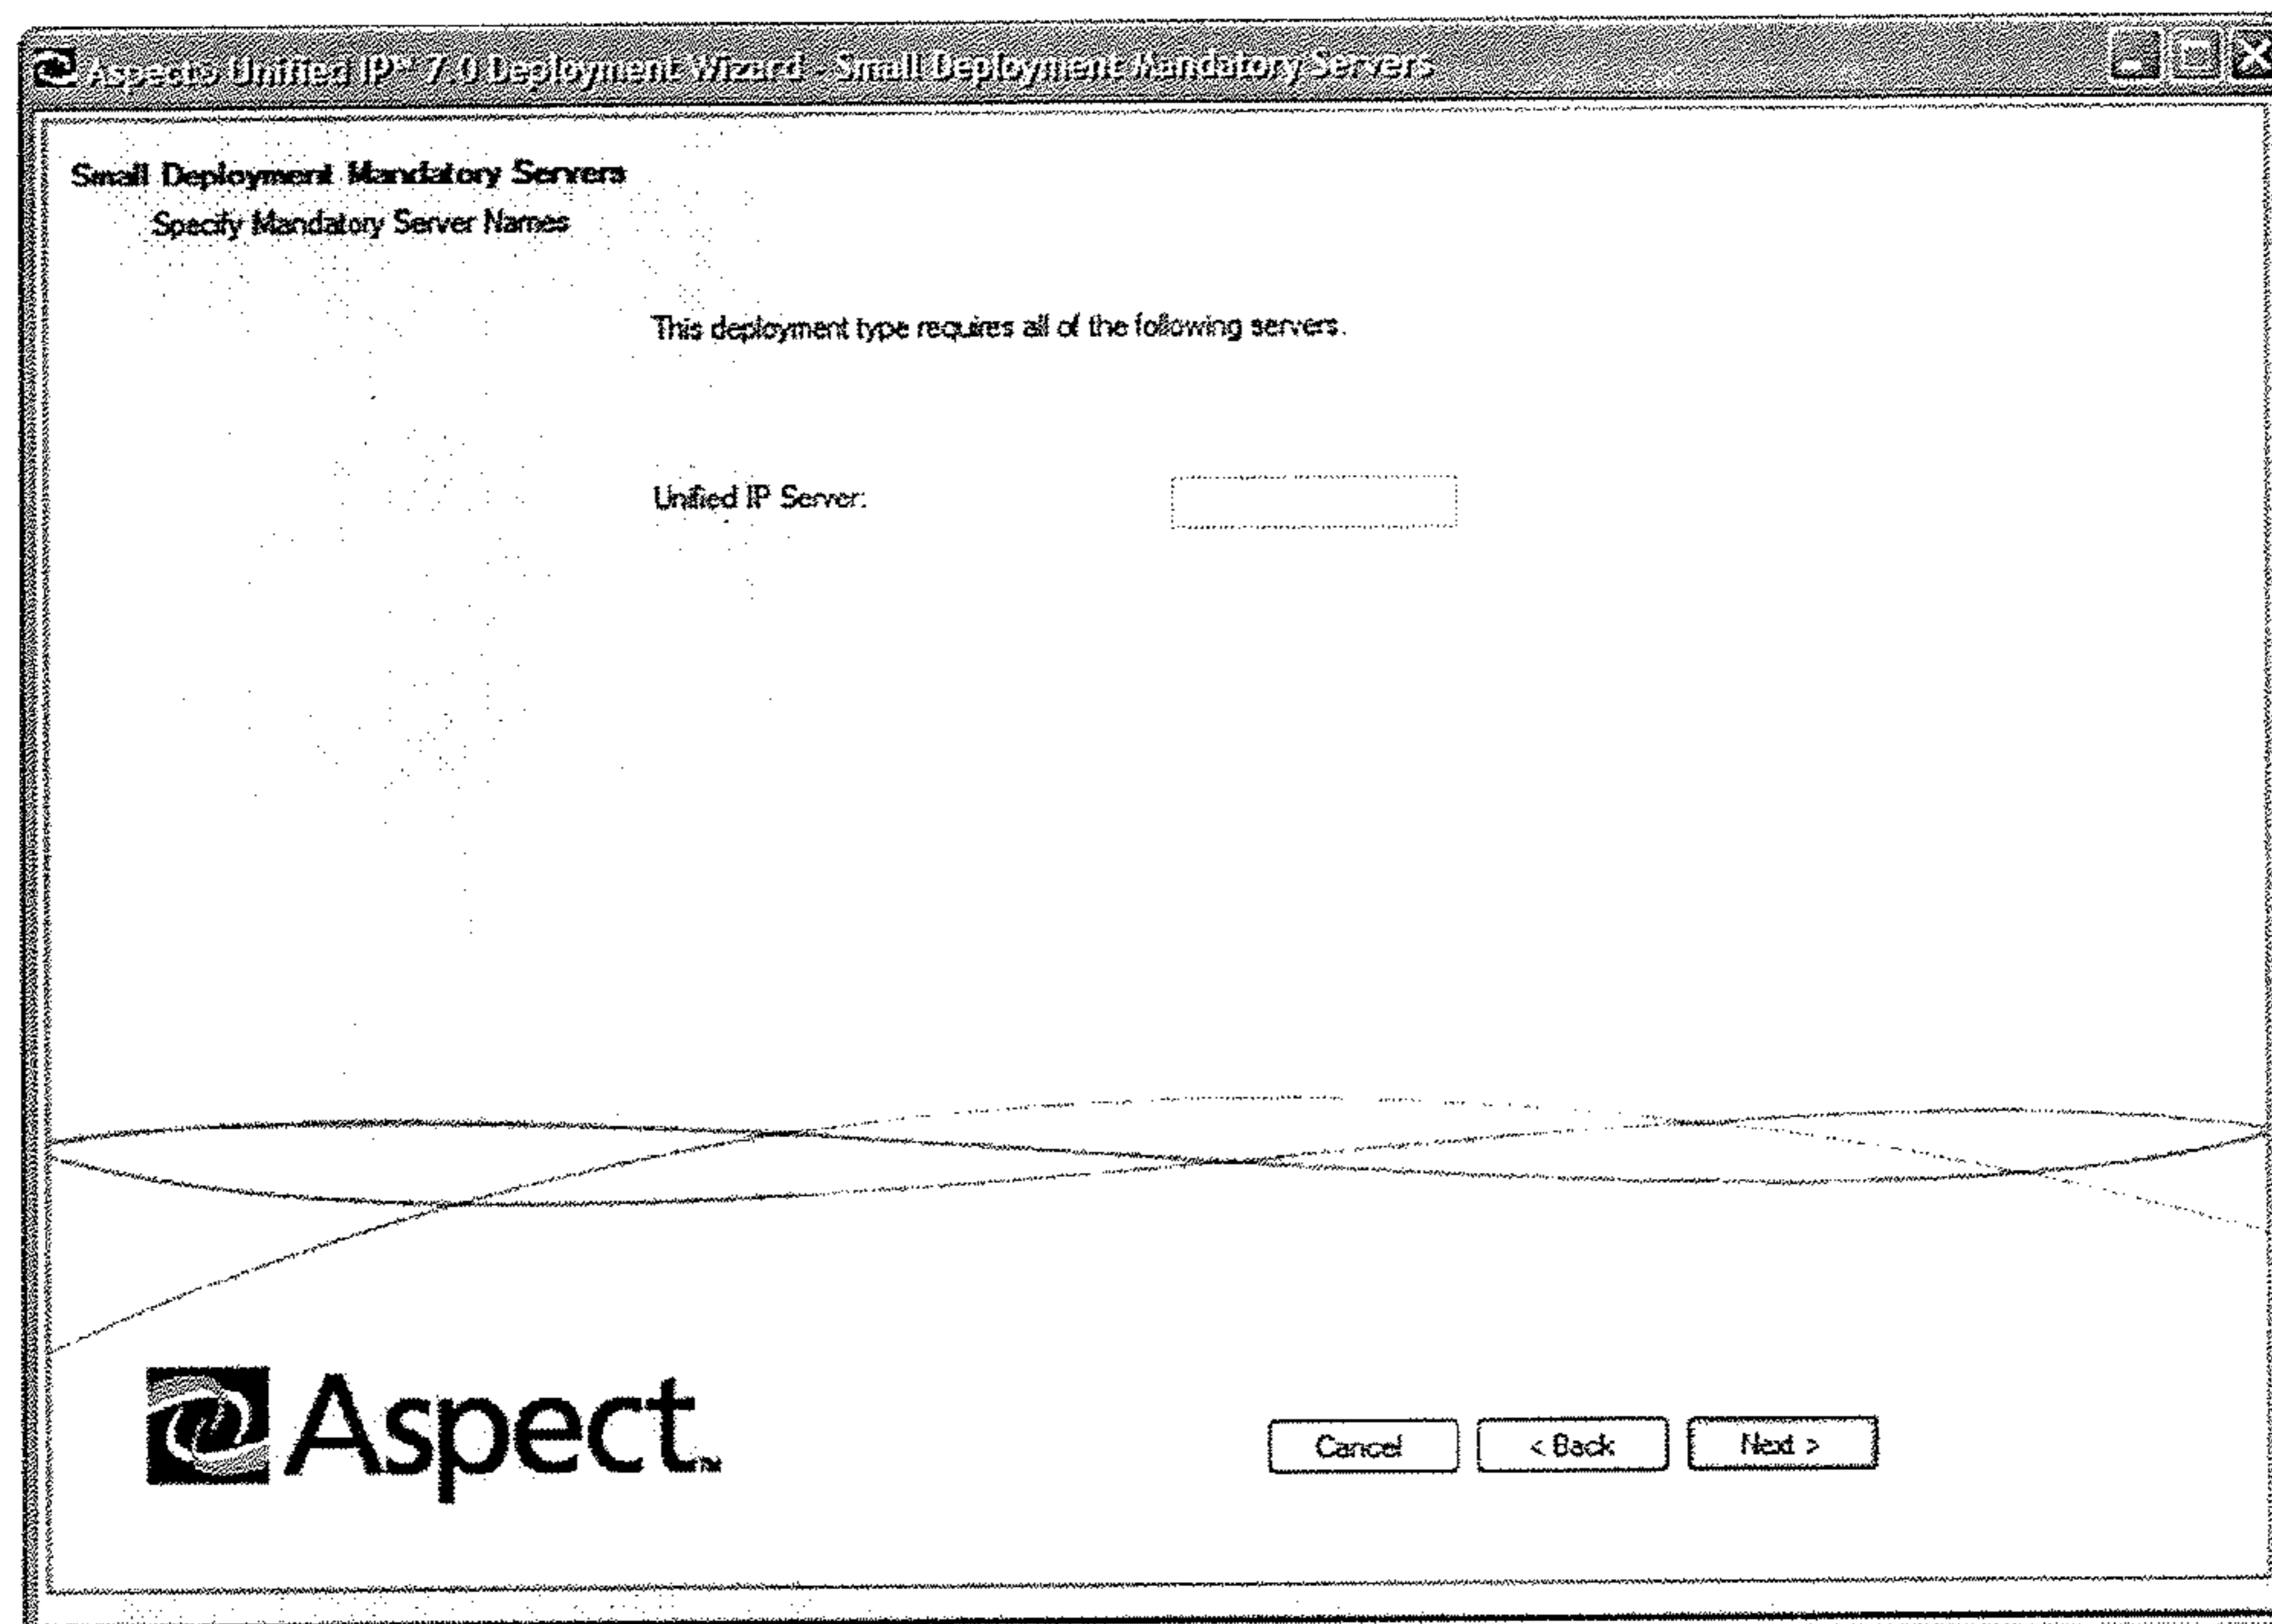 Aspect® Unified IP™ 7.0 Deployment Wizard - Small Deployment Mandatory Servers
Small Deployment Mandatory Servers
Specify Mandatory Server Names
This deployment type requires all of the following servers.
Unified IP Server:
Aspect™
Cancel
< Back
Next >